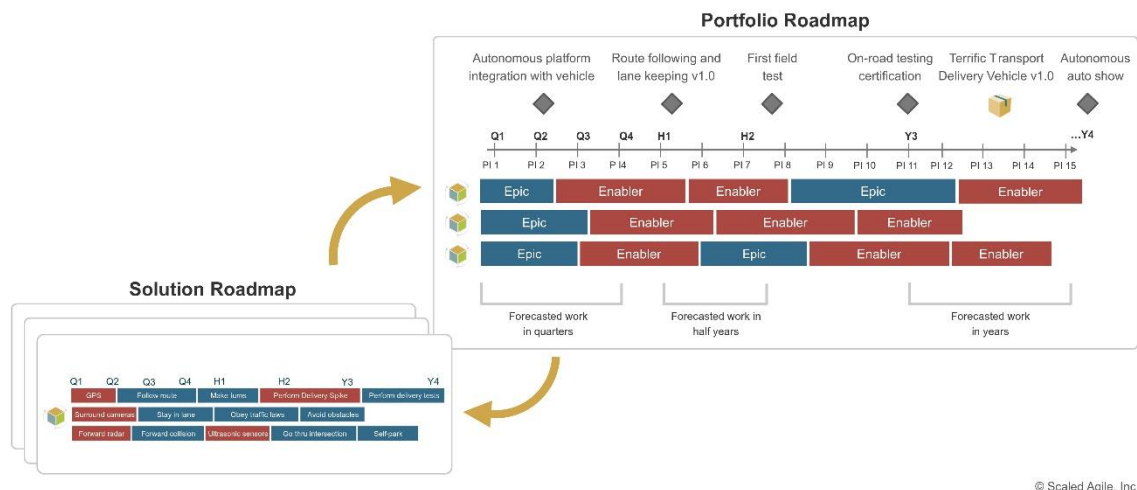 Portfolio Roadmap
Autonomous platform
integration with vehicle
Route following and
lane keeping v1.0
First field
test
On-road testing
certification
Terrific Transport
Delivery Vehicle v1.0
Autonomous
auto show
Q1 Q2 Q3 Q4 H1 H2 Y3 ...Y4
PI 1 PI 2 PI 3 PI4 PI 5 PI 6 PI 7 PI 8 PI 9 PI 10 PI 11 PI 12 PI 13 PI 14 PI 15
Epic Enabler Enabler Epic Enabler
Epic Enabler Enabler Enabler
Epic Enabler Epic Enabler Enabler
Forecasted work
in quarters
Forecasted work in
half years
Forecasted work
in years
Solution Roadmap
Q1 Q2 Q3 Q4 H1 H2 Y3 Y4
GPS Follow route Make turns Perform Delivery Spike Perform delivery tests
Surround cameras Stay in lane Obey traffic laws Avoid obstacles
Forward radar Forward collision Ultrasonic sensors Go thru intersection Self-park
© Scaled Agile, Inc